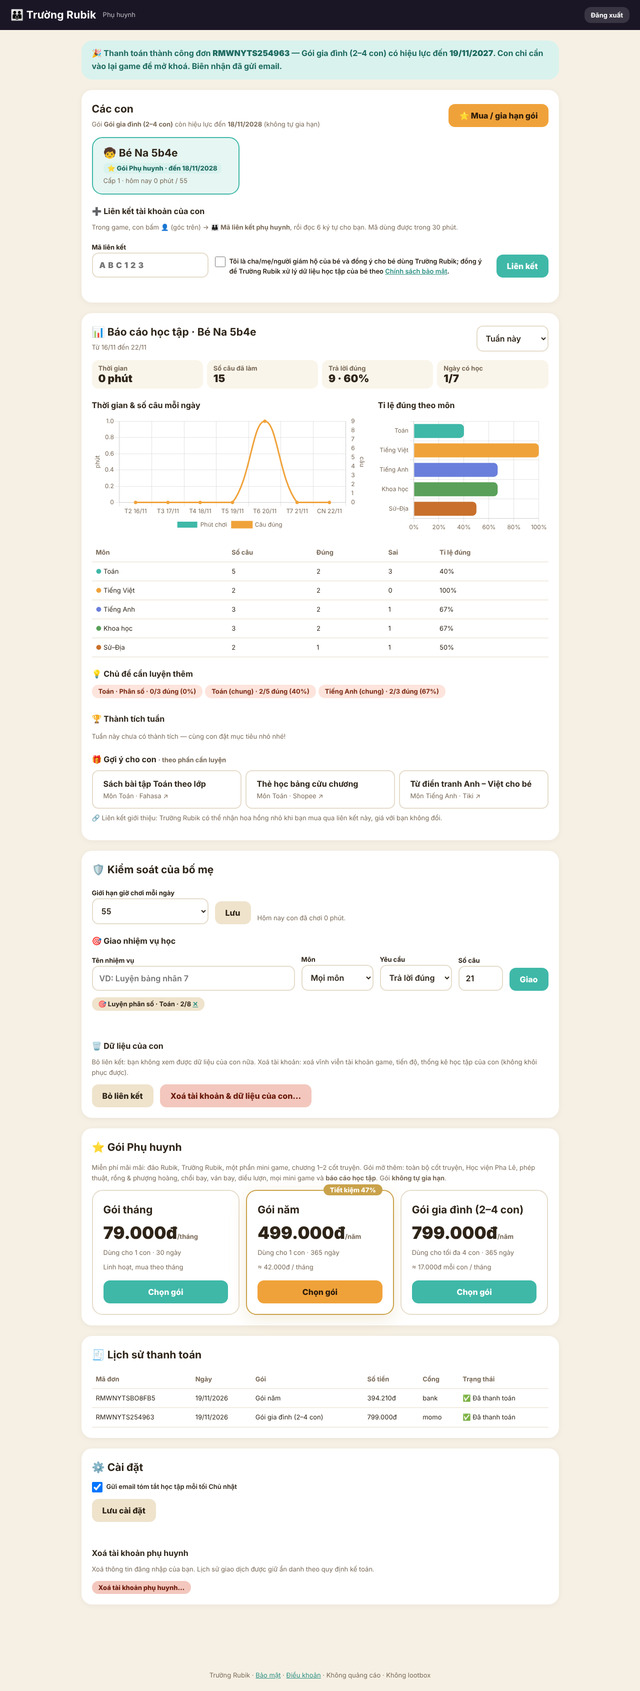 👪 Trường Rubik Phụ huynh Đăng xuất
🎉 Thanh toán thành công đơn RMWNYTS254963 — Gói gia đình (2–4 con) có hiệu lực đến 19/11/2027. Con chỉ cần
vào lại game để mở khoá. Biên nhận đã gửi email.
Các con
Gói Gói gia đình (2–4 con) còn hiệu lực đến 18/11/2028 (không tự gia hạn)
⭐ Mua / gia hạn gói
🧒 Bé Na 5b4e
⭐ Gói Phụ huynh · đến 18/11/2028
Cấp 1 · hôm nay 0 phút / 55
➕ Liên kết tài khoản của con
Trong game, con bấm 👤 (góc trên) → 👪 Mã liên kết phụ huynh, rồi đọc 6 ký tự cho bạn. Mã dùng được trong 30 phút.
Mã liên kết
ABC123
Tôi là cha/mẹ/người giám hộ của bé và đồng ý cho bé dùng Trường Rubik; đồng ý
để Trường Rubik xử lý dữ liệu học tập của bé theo Chính sách bảo mật.
Liên kết
📊 Báo cáo học tập · Bé Na 5b4e
Từ 16/11 đến 22/11
Tuần này
Thời gian
0 phút
Số câu đã làm
15
Trả lời đúng
9 · 60%
Ngày có học
1/7
Thời gian & số câu mỗi ngày
phút
1.0
0.8
0.6
0.4
0.2
0
9
8
7
6
5
4
3
2
1
0
câu
T2 16/11 T3 17/11 T4 18/11 T5 19/11 T6 20/11 T7 21/11 CN 22/11
Phút chơi Câu đúng
Tỉ lệ đúng theo môn
Toán
Tiếng Việt
Tiếng Anh
Khoa học
Sử-Địa
0% 20% 40% 60% 80% 100%
Môn Số câu Đúng Sai Tỉ lệ đúng
Toán 5 2 3 40%
Tiếng Việt 2 2 0 100%
Tiếng Anh 3 2 1 67%
Khoa học 3 2 1 67%
Sử-Địa 2 1 1 50%
💡 Chủ đề cần luyện thêm
Toán · Phân số · 0/3 đúng (0%) Toán (chung) · 2/5 đúng (40%) Tiếng Anh (chung) · 2/3 đúng (67%)
🏆 Thành tích tuần
Tuần này chưa có thành tích — cùng con đặt mục tiêu nhỏ nhé!
🎁 Gợi ý cho con · theo phần cần luyện
Sách bài tập Toán theo lớp
Môn Toán · Fahasa ↗
Thẻ học bảng cửu chương
Môn Toán · Shopee ↗
Từ điển tranh Anh – Việt cho bé
Môn Tiếng Anh · Tiki ↗
🔗 Liên kết giới thiệu: Trường Rubik có thể nhận hoa hồng nhỏ khi bạn mua qua liên kết này, giá với bạn không đổi.
🛡️ Kiểm soát của bố mẹ
Giới hạn giờ chơi mỗi ngày
55
Lưu
Hôm nay con đã chơi 0 phút.
🎯 Giao nhiệm vụ học
Tên nhiệm vụ
VD: Luyện bảng nhân 7
Môn
Mọi môn
Yêu cầu
Trả lời đúng
Số câu
21
Giao
🎯 Luyện phân số · Toán · 2/8 X
🗑️ Dữ liệu của con
Bỏ liên kết: bạn không xem được dữ liệu của con nữa. Xoá tài khoản: xoá vĩnh viễn tài khoản game, tiến độ, thống kê học tập của con (không khôi
phục được).
Bỏ liên kết
Xoá tài khoản & dữ liệu của con...
⭐ Gói Phụ huynh
Miễn phí mãi mãi: đảo Rubik, Trường Rubik, một phần mini game, chương 1–2 cốt truyện. Gói mở thêm: toàn bộ cốt truyện, Học viện Pha Lê, phép
thuật, rồng & phượng hoàng, chổi bay, ván bay, diều lượn, mọi mini game và báo cáo học tập. Gói không tự gia hạn.
Gói tháng
79.000đ/tháng
Dùng cho 1 con · 30 ngày
Linh hoạt, mua theo tháng
Chọn gói
Tiết kiệm 47%
Gói năm
499.000đ/năm
Dùng cho 1 con · 365 ngày
≈ 42.000đ / tháng
Chọn gói
Gói gia đình (2–4 con)
799.000đ/năm
Dùng cho tối đa 4 con · 365 ngày
≈ 17.000đ mỗi con / tháng
Chọn gói
🧾 Lịch sử thanh toán
Mã đơn Ngày Gói Số tiền Cổng Trạng thái
RMWNYTSBO8FB5 19/11/2026 Gói năm 394.210đ bank ✅ Đã thanh toán
RMWNYTS254963 19/11/2026 Gói gia đình (2–4 con) 799.000đ momo ✅ Đã thanh toán
⚙️ Cài đặt
Gửi email tóm tắt học tập mỗi tối Chủ nhật
Lưu cài đặt
Xoá tài khoản phụ huynh
Xoá thông tin đăng nhập của bạn. Lịch sử giao dịch được giữ ẩn danh theo quy định kế toán.
Xoá tài khoản phụ huynh...
Trường Rubik · Bảo mật · Điều khoản · Không quảng cáo · Không lootbox